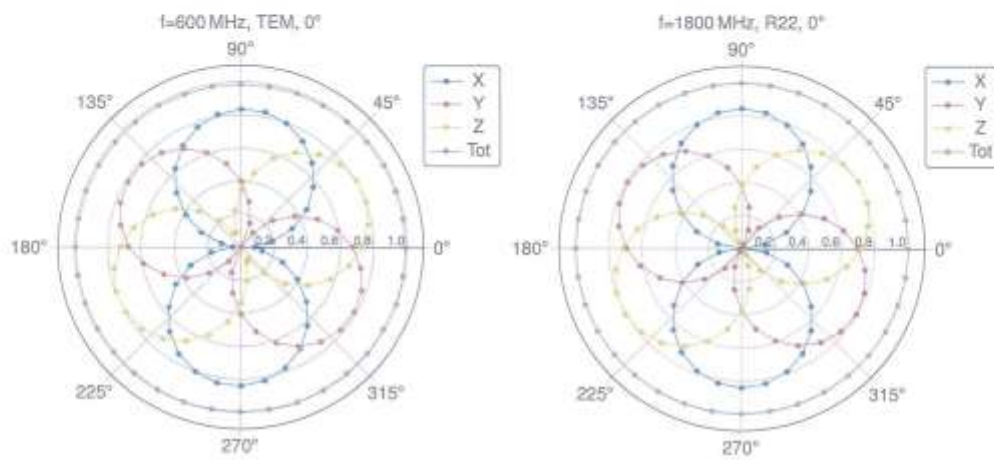 f=600 MHz, TEM, 0°
90°
135°
45°
X
Y
Z
Tot
180°
0.2 0.4 0.6 0.8 1.0
0°
225°
315°
270°
f=1800 MHz, R22, 0°
90°
135°
45°
X
Y
Z
Tot
180°
0.2 0.4 0.6 0.8 1.0
0°
225°
315°
270°